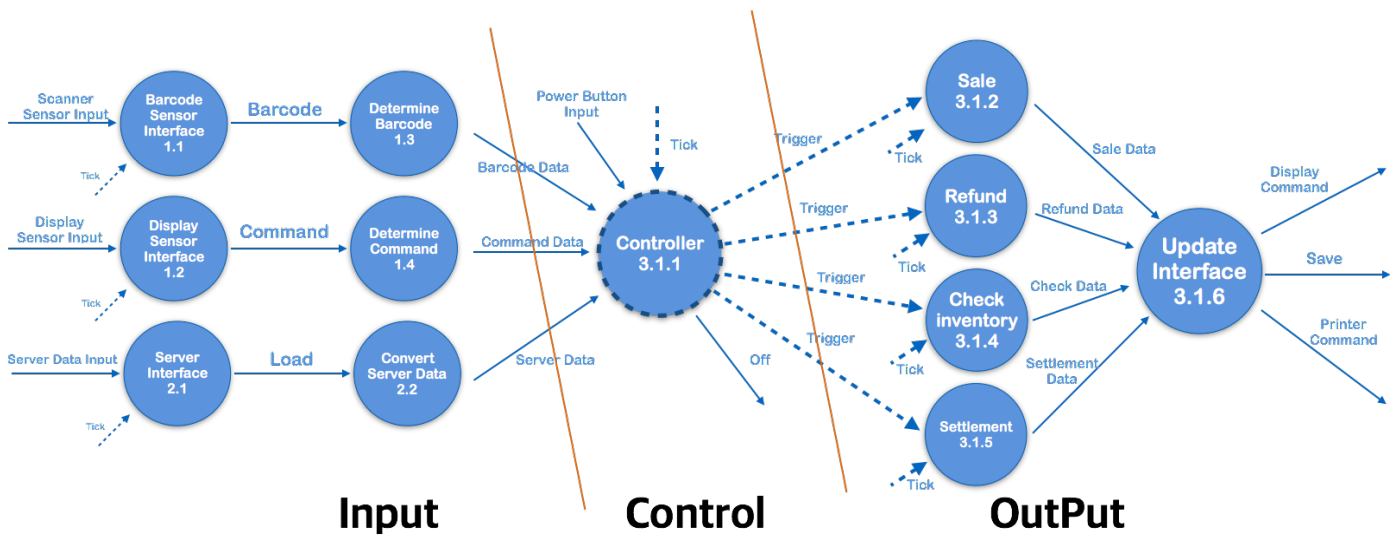 Scanner
Sensor Input
Tick
Barcode
Sensor
Interface
1.1
Barcode
Determine
Barcode
1.3
Barcode Data
Display
Sensor Input
Tick
Display
Sensor
Interface
1.2
Command
Determine
Command
1.4
Command Data
Server Data Input
Tick
Server
Interface
2.1
Load
Convert
Server Data
2.2
Server Data
Power Button
Input
Tick
Controller
3.1.1
Off
Trigger
Trigger
Trigger
Trigger
Sale
3.1.2
Tick
Sale Data
Refund
3.1.3
Tick
Refund Data
Check
inventory
3.1.4
Tick
Check Data
Settlement
3.1.5
Tick
Settlement
Data
Update
Interface
3.1.6
Display
Command
Save
Printer
Command
Input
Control
OutPut